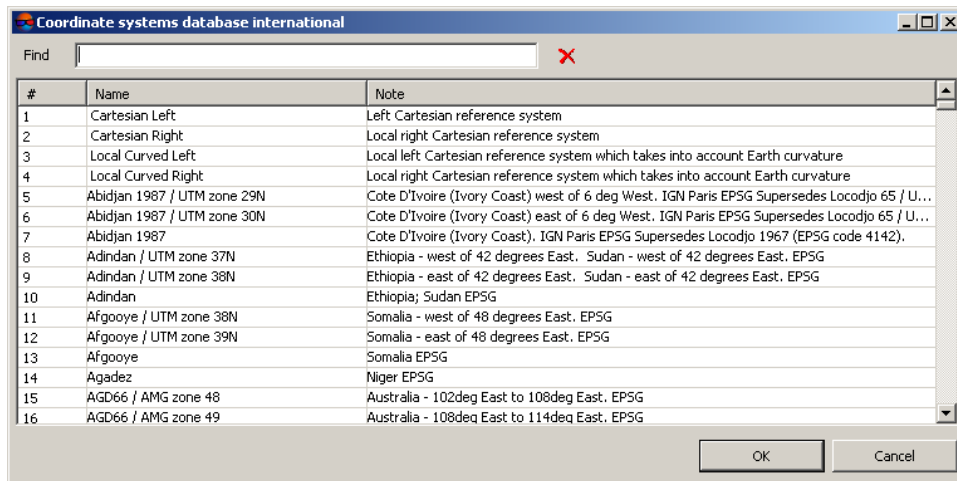 Coordinate systems database international
Find
# Name Note
1 Cartesian Left Left Cartesian reference system
2 Cartesian Right Local right Cartesian reference system
3 Local Curved Left Local left Cartesian reference system which takes into account Earth curvature
4 Local Curved Right Local right Cartesian reference system which takes into account Earth curvature
5 Abidjan 1987 / UTM zone 29N Cote D'Ivoire (Ivory Coast) west of 6 deg West. IGN Paris EPSG Supersedes Locodjo 65 / U...
6 Abidjan 1987 / UTM zone 30N Cote D'Ivoire (Ivory Coast) east of 6 deg West. IGN Paris EPSG Supersedes Locodjo 65 / U...
7 Abidjan 1987 Cote D'Ivoire (Ivory Coast). IGN Paris EPSG Supersedes Locodjo 1967 (EPSG code 4142).
8 Adindan / UTM zone 37N Ethiopia - west of 42 degrees East. Sudan - west of 42 degrees East. EPSG
9 Adindan / UTM zone 38N Ethiopia - east of 42 degrees East. Sudan - east of 42 degrees East. EPSG
10 Adindan Ethiopia; Sudan EPSG
11 Afgooye / UTM zone 38N Somalia - west of 48 degrees East. EPSG
12 Afgooye / UTM zone 39N Somalia - east of 48 degrees East. EPSG
13 Afgooye Somalia EPSG
14 Agadez Niger EPSG
15 AGD66 / AMG zone 48 Australia - 102deg East to 108deg East. EPSG
16 AGD66 / AMG zone 49 Australia - 108deg East to 114deg East. EPSG
OK Cancel